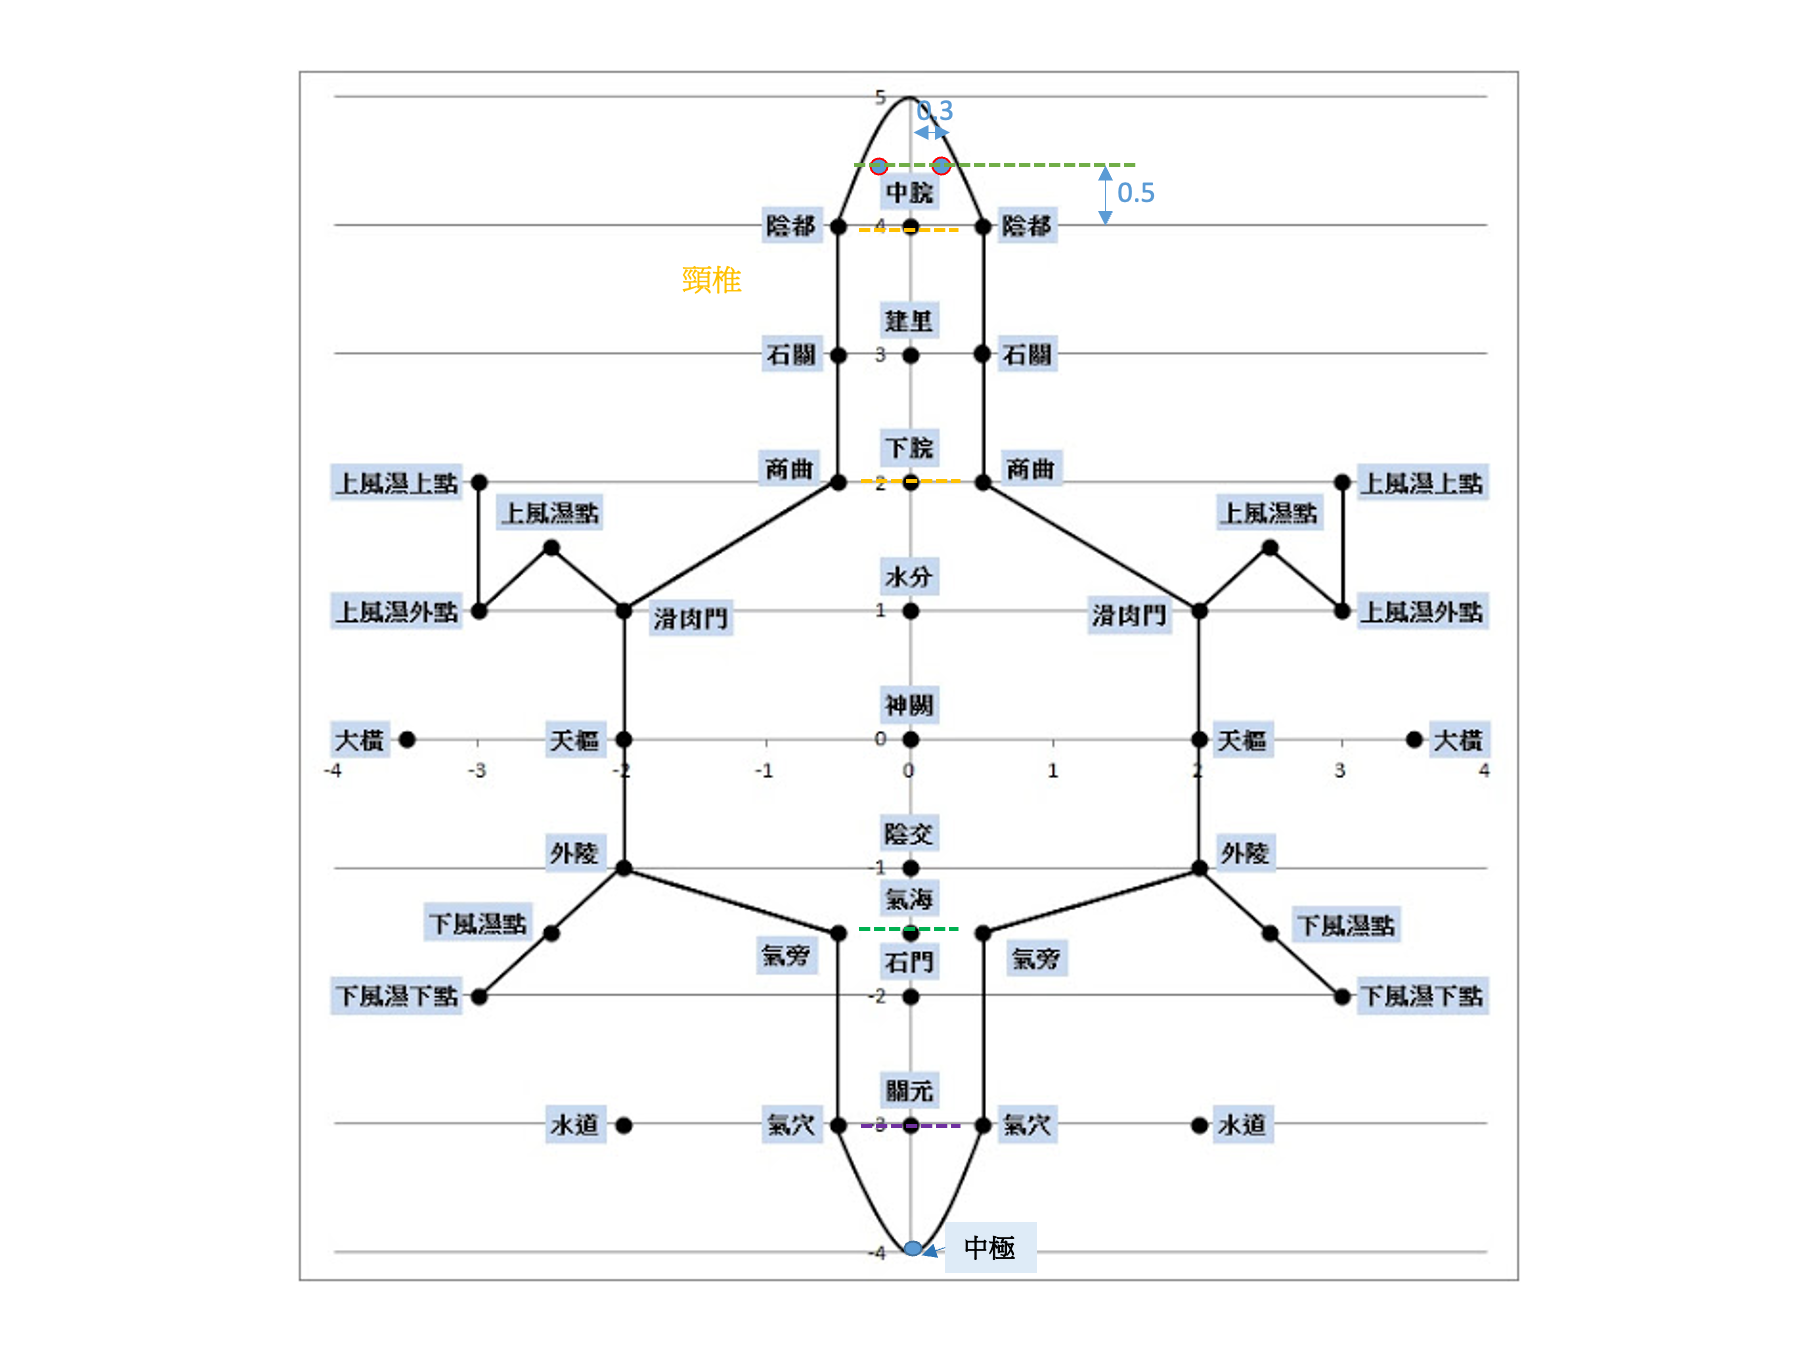 5
0.3
0.5
中脘
陰都
4
陰都
頸椎
建里
石關
3
石關
下脘
商曲
商曲
上風濕上點
2
上風濕上點
上風濕點
上風濕點
水分
上風濕外點
滑肉門
1
滑肉門
上風濕外點
神闕
大橫
天樞
0
天樞
大橫
-4
-3
-2
-1
0
1
2
3
4
陰交
外陵
-1
外陵
氣海
下風濕點
下風濕點
氣旁
石門
氣旁
下風濕下點
-2
下風濕下點
關元
水道
氣穴
-3
氣穴
水道
-4
中極